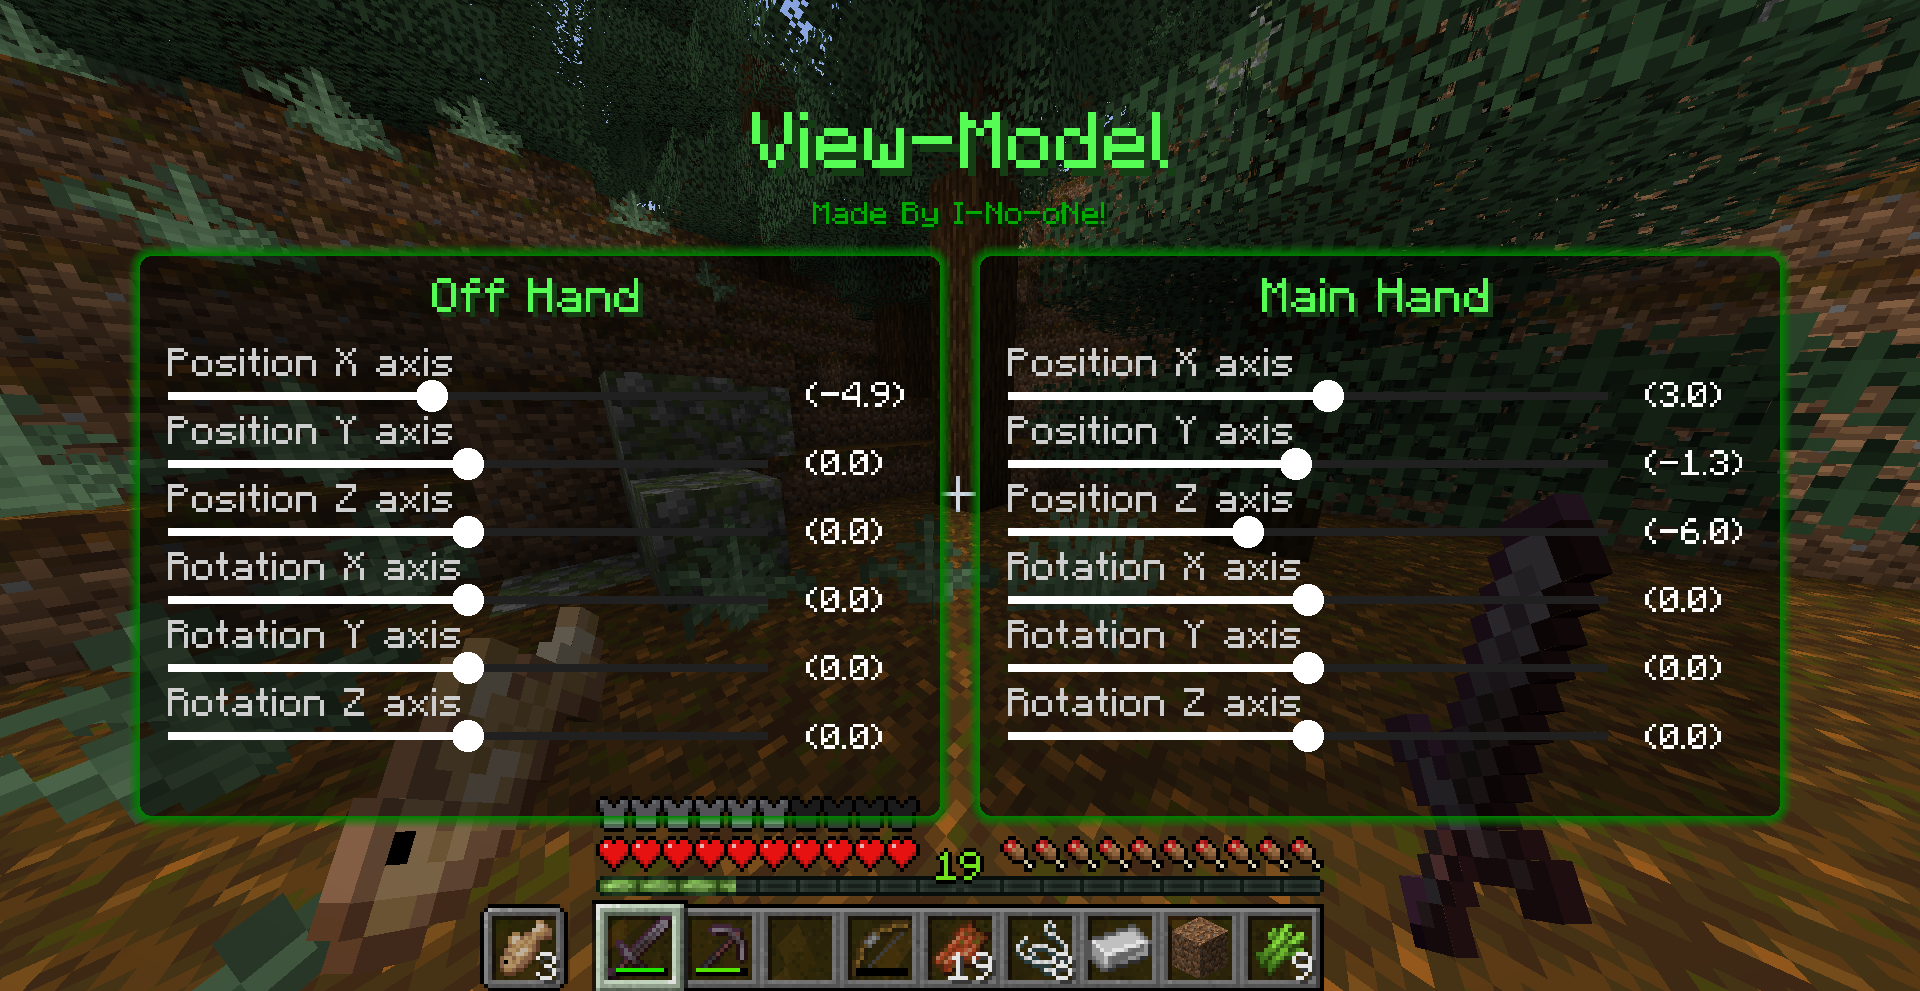 View-Model
Made By I-No-oNe!
Off Hand
Position X axis
(-4.9)
Position Y axis
(0.0)
Position Z axis
(0.0)
Rotation X axis
(0.0)
Rotation Y axis
(0.0)
Rotation Z axis
(0.0)
Main Hand
Position X axis
(3.0)
Position Y axis
(-1.3)
Position Z axis
(-6.0)
Rotation X axis
(0.0)
Rotation Y axis
(0.0)
Rotation Z axis
(0.0)
19
3
19
8
9